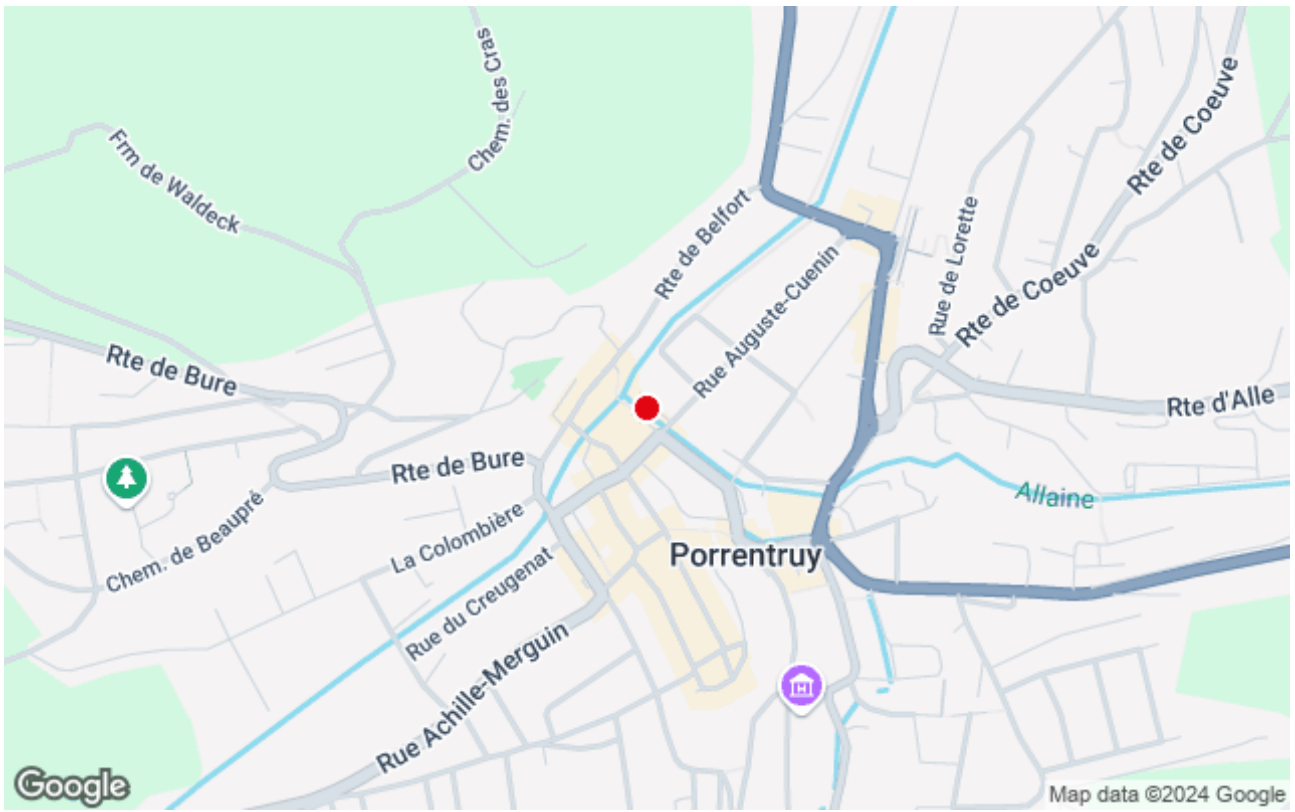 Chem. des Cras
Frm de Waldeck
Rte de Coeuve
Rte de Belfort
Rue de Lorette
Rue Auguste-Cuenin
Rte de Coeuve
Rte de Bure
Rte d'Alle
Rte de Bure
Allaine
Chem. de Beaupré
La Colombière
Porrentruy
Rue du Creugenat
Rue Achille-Merguin
H
Google
Map data ©2024 Google